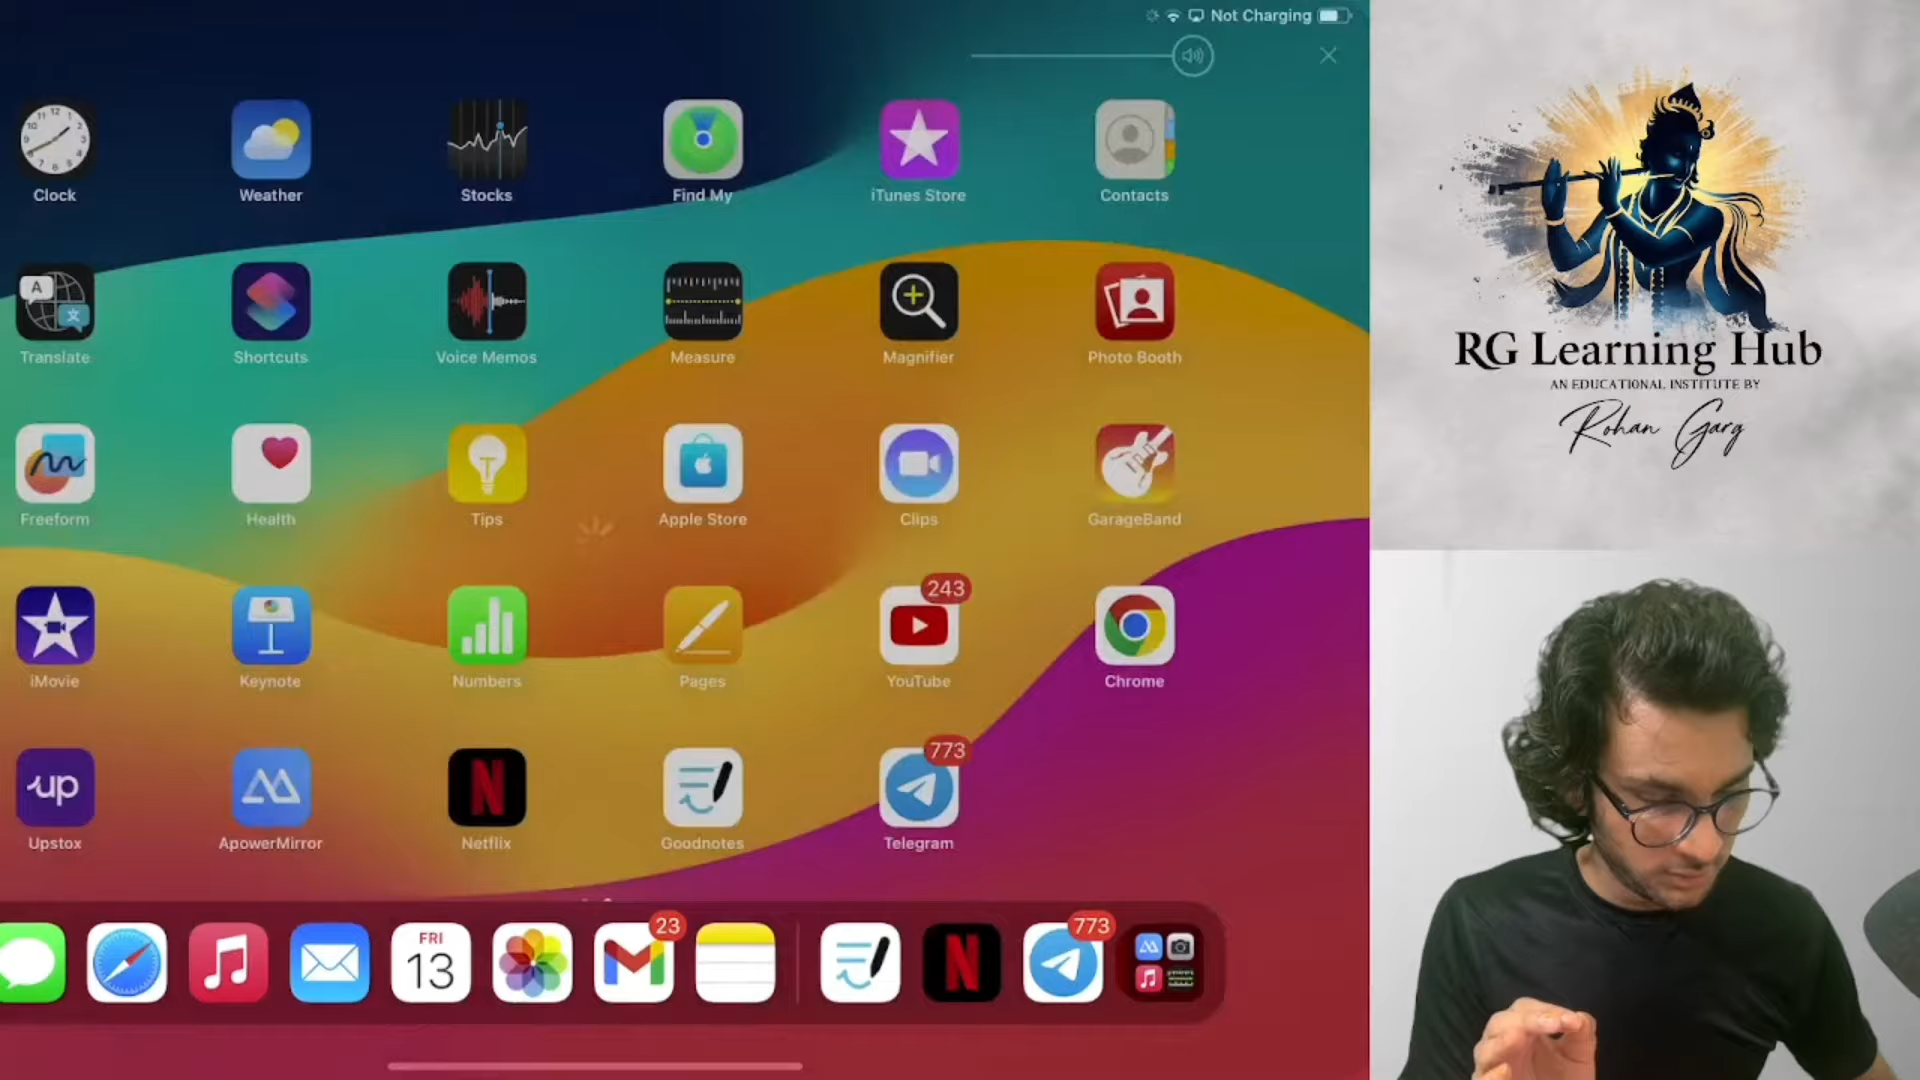 Not Charging
Clock
Weather
Stocks
Find My
iTunes Store
Contacts
Translate
Shortcuts
Voice Memos
Measure
Magnifier
Photo Booth
Freeform
Health
Tips
Apple Store
Clips
GarageBand
iMovie
Keynote
Numbers
Pages
243
YouTube
Chrome
up
Upstox
ApowerMirror
N
Netflix
Goodnotes
773
Telegram
FRI
13
23
N
773
RG Learning Hub
AN EDUCATIONAL INSTITUTE BY
Rohan Garg